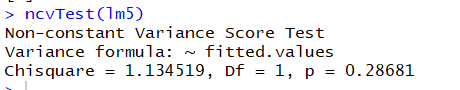 > ncvTest(lm5)
Non-constant Variance Score Test
Variance formula: ~ fitted.values
Chisquare = 1.134519, Df = 1, p = 0.28681
>